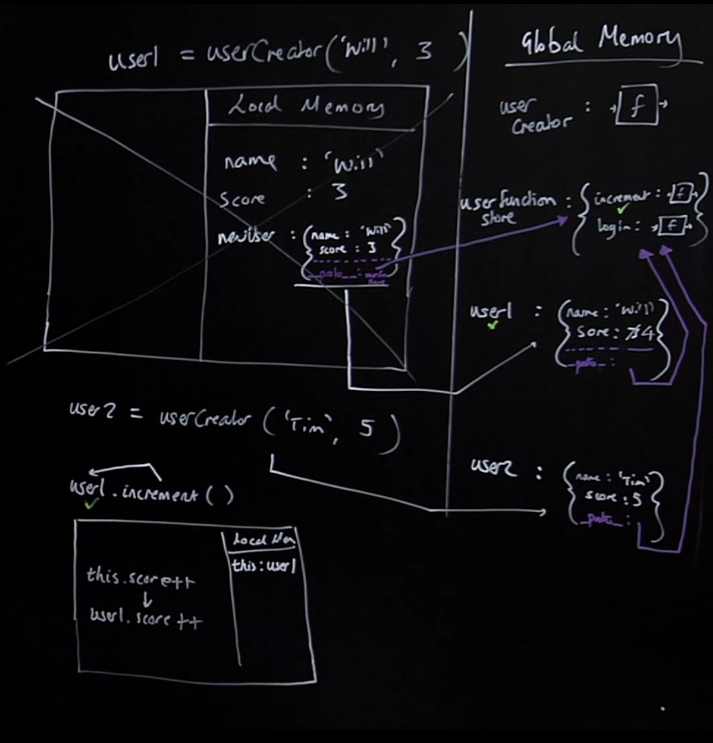 user1 = userCreator('Will', 3)
Local Memory
name : 'Will'
score : 3
newUser : {name : 'Will'
score : 3
__proto__ :
}
user2 = userCreator('Tim', 5)
user1.increment()
Local Mem
this : user1
this.score++
↓
user1.score++
Global Memory
user
Creator : f
userfunction
store : {increment : f
login : f}
user1 : {name : 'Will'
Score : 3 4
__proto__ :
}
user2 : {name : 'Tim'
score : 5
__proto__ :
}